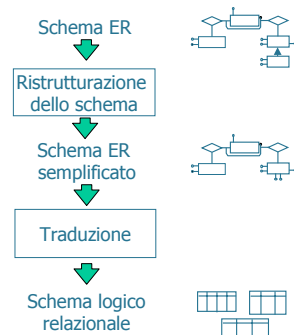 Schema ER
Ristrutturazione
dello schema
Schema ER
semplificato
Traduzione
Schema logico
relazionale